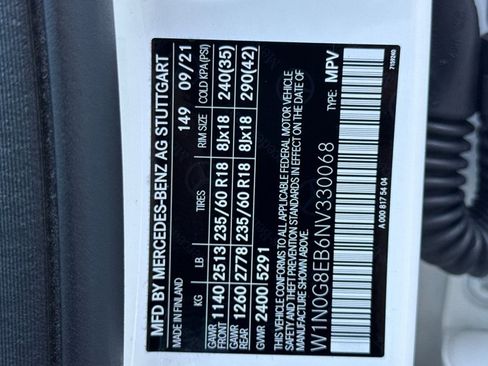 MFD BY MERCEDES-BENZ AG STUTTGART
MADE IN FINLAND 149 09/21
KG LB TIRES RIM SIZE COLD KPA(PSI)
GAWR FRONT 1140 2513 235/60 R18 8Jx18 240(35)
GAWR REAR 1260 2778 235/60 R18 8Jx18 290(42)
GVWR 2400 5291
THIS VEHICLE CONFORMS TO ALL APPLICABLE FEDERAL MOTOR VEHICLE
SAFETY AND THEFT PREVENTION STANDARDS IN EFFECT ON THE DATE OF
MANUFACTURE SHOWN ABOVE.
TYPE: MPV
W1N0G8EB6NV330068
A 000 817 54 04